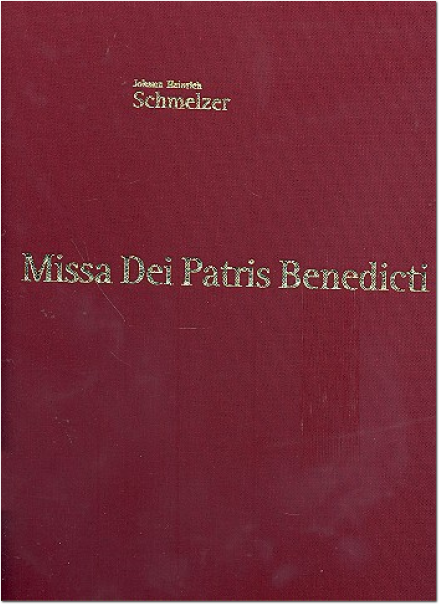 Johann Heinrich
Schmelzer
Missa Dei Patris Benedicti